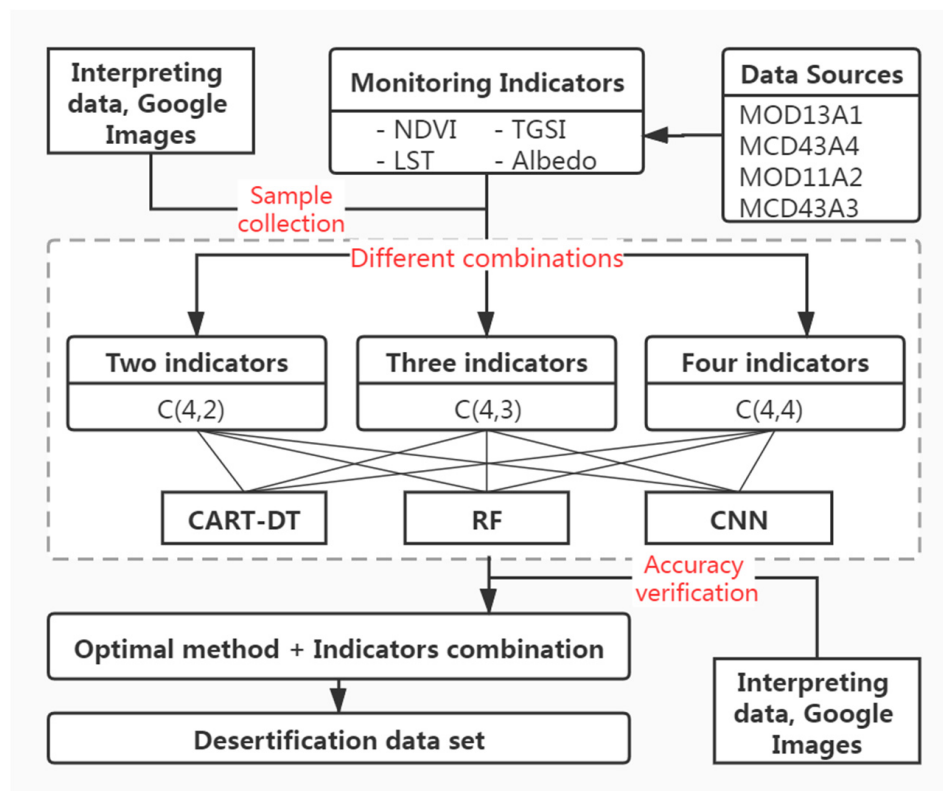 Interpreting
data, Google
Images
Monitoring Indicators
- NDVI - TGSI
- LST - Albedo
Data Sources
MOD13A1
MCD43A4
MOD11A2
MCD43A3
Sample
collection
Different combinations
Two indicators
C(4,2)
Three indicators
C(4,3)
Four indicators
C(4,4)
CART-DT
RF
CNN
Accuracy
verification
Optimal method + Indicators combination
Desertification data set
Interpreting
data, Google
Images